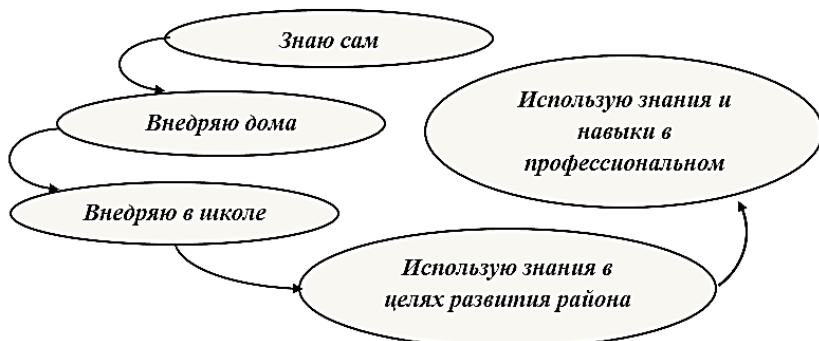 Знаю сам
Внедряю дома
Внедряю в школе
Использую знания в
целях развития района
Использую знания и
навыки в
профессиональном